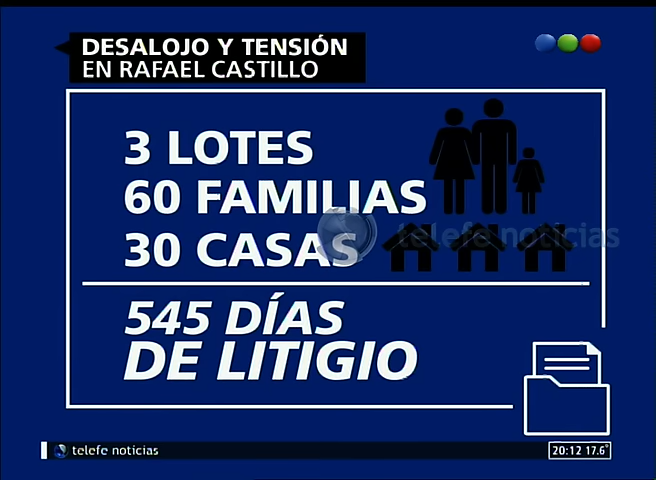 DESALOJO Y TENSIÓN
EN RAFAEL CASTILLO
3 LOTES
60 FAMILIAS
30 CASAS
telefe noticias
545 DÍAS
DE LITIGIO
telefe noticias
20:12 17.6°